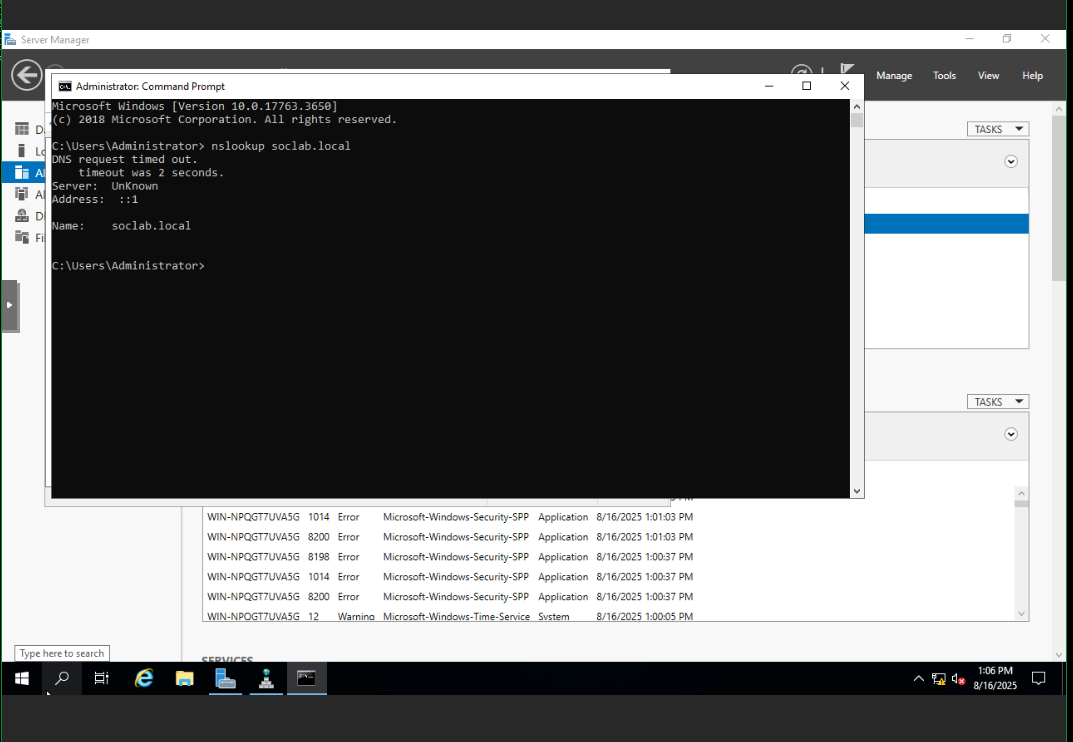 Server Manager
Manage Tools View Help
Administrator: Command Prompt
Microsoft Windows [Version 10.0.17763.3650]
(c) 2018 Microsoft Corporation. All rights reserved.
C:\Users\Administrator> nslookup soclab.local
DNS request timed out.
timeout was 2 seconds.
Server: UnKnown
Address: ::1
Name: soclab.local
C:\Users\Administrator>
TASKS
TASKS
WIN-NPQGT7UVA5G 1014 Error Microsoft-Windows-Security-SPP Application 8/16/2025 1:01:03 PM
WIN-NPQGT7UVA5G 8200 Error Microsoft-Windows-Security-SPP Application 8/16/2025 1:01:03 PM
WIN-NPQGT7UVA5G 8198 Error Microsoft-Windows-Security-SPP Application 8/16/2025 1:00:37 PM
WIN-NPQGT7UVA5G 1014 Error Microsoft-Windows-Security-SPP Application 8/16/2025 1:00:37 PM
WIN-NPQGT7UVA5G 8200 Error Microsoft-Windows-Security-SPP Application 8/16/2025 1:00:37 PM
WIN-NPQGT7UVA5G 12 Warning Microsoft-Windows-Time-Service System 8/16/2025 1:00:05 PM
SERVICES
Type here to search
1:06 PM
8/16/2025